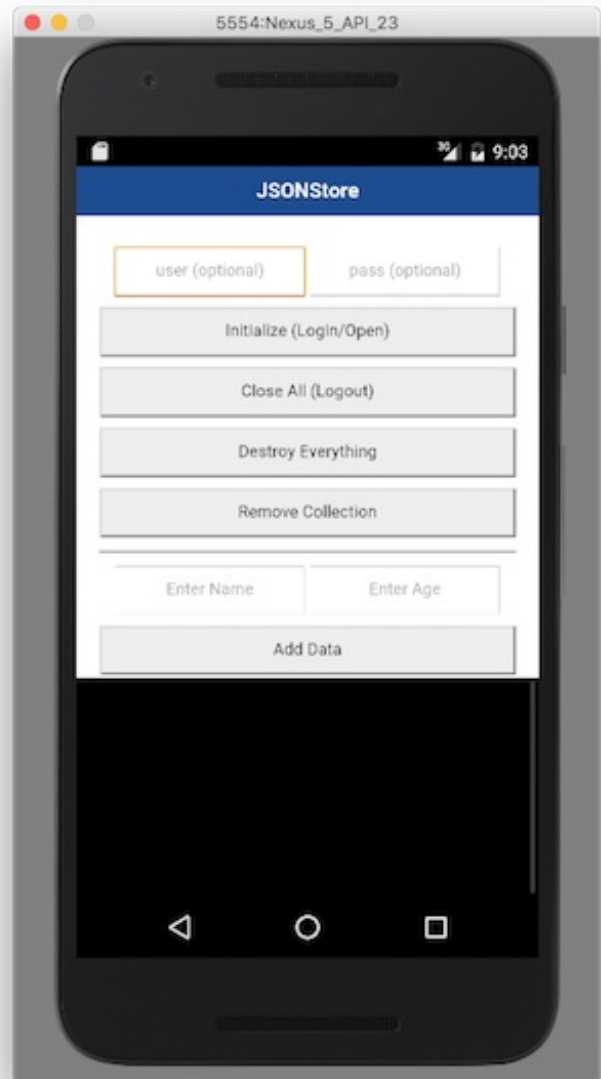 5554:Nexus_5_API_23
3G 9:03
JSONStore
user (optional) pass (optional)
Initialize (Login/Open)
Close All (Logout)
Destroy Everything
Remove Collection
Enter Name Enter Age
Add Data